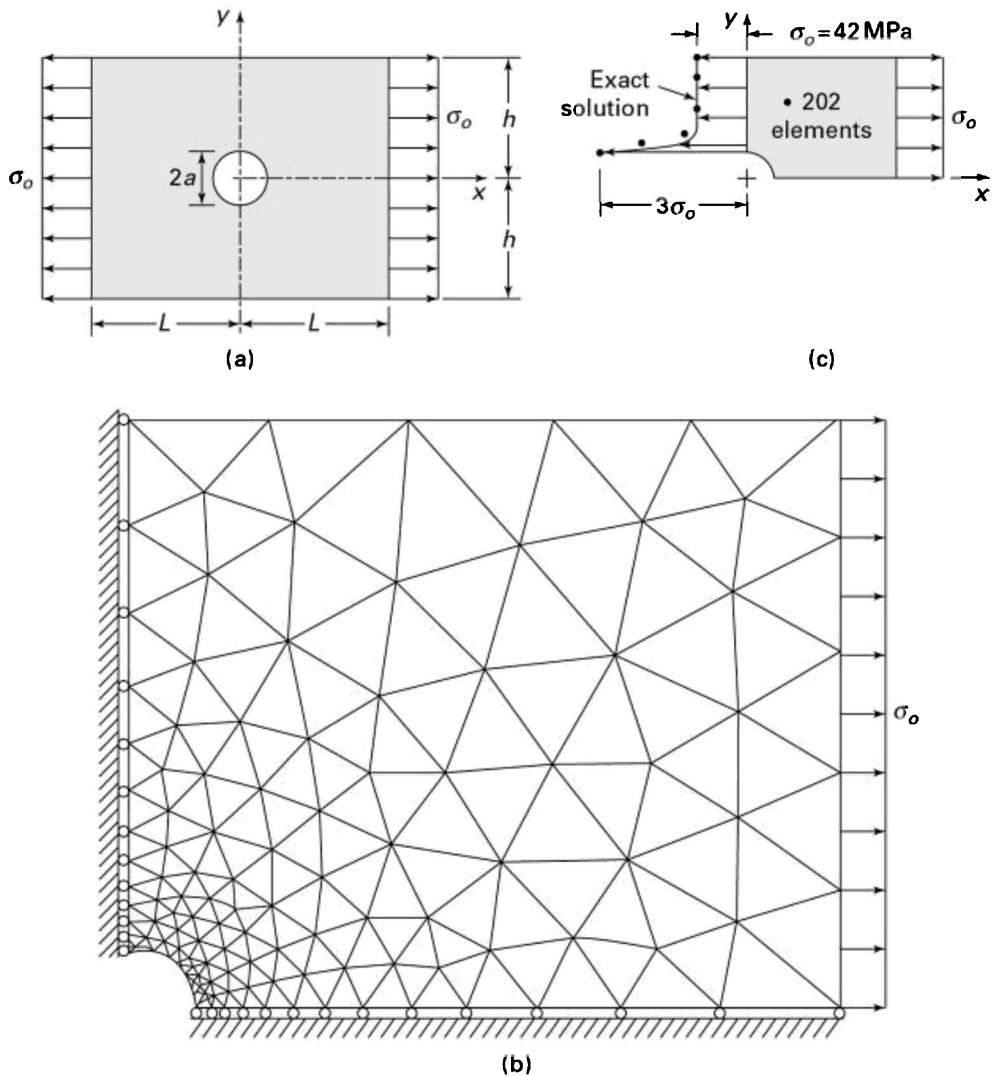 y
σₒ
2a
x
h
h
σₒ
L
L
(a)
y
σₒ = 42 MPa
Exact
solution
• 202
elements
σₒ
3σₒ
x
(c)
σₒ
(b)